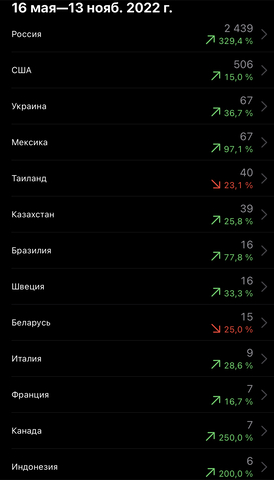 16 мая—13 нояб. 2022 г.
Россия
2 439
329,4 %
США
506
15,0 %
Украина
67
36,7 %
Мексика
67
97,1 %
Таиланд
40
23,1 %
Казахстан
39
25,8 %
Бразилия
16
77,8 %
Швеция
16
33,3 %
Беларусь
15
25,0 %
Италия
9
28,6 %
Франция
7
16,7 %
Канада
7
250,0 %
Индонезия
6
200,0 %